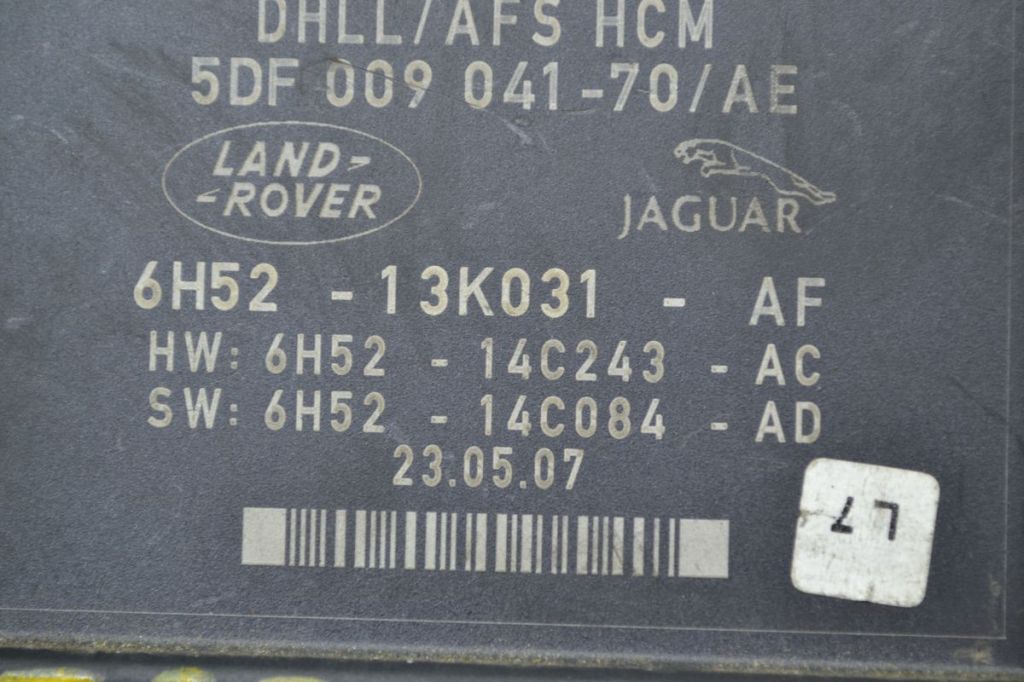 DHLL/AFS HCM
5DF 009 041-70/AE
LAND
ROVER
JAGUAR
6H52 - 13K031 - AF
HW: 6H52 - 14C243 - AC
SW: 6H52 - 14C084 - AD
23.05.07
L7